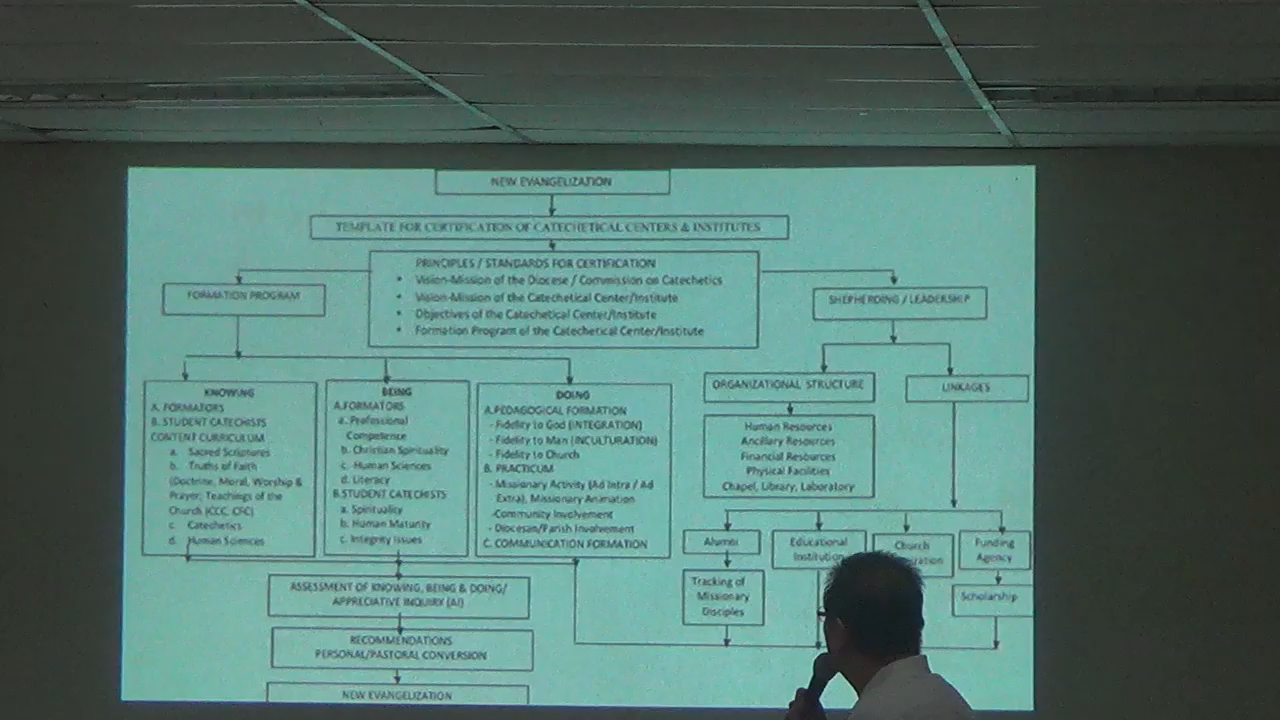 NEW EVANGELIZATION
TEMPLATE FOR CERTIFICATION OF CATECHETICAL CENTERS & INSTITUTES
PRINCIPLES / STANDARDS FOR CERTIFICATION
• Vision-Mission of the Diocese / Commission on Catechetics
• Vision-Mission of the Catechetical Center/Institute
• Objectives of the Catechetical Center/Institute
• Formation Program of the Catechetical Center/Institute
FORMATION PROGRAM
SHEPHERDING / LEADERSHIP
KNOWING
A. FORMATORS
B. STUDENT CATECHISTS
CONTENT CURRICULUM
a. Sacred Scriptures
b. Truths of Faith
(Doctrine, Moral, Worship &
Prayer, Teachings of the
Church (CCC, CFC)
c. Catechetics
d. Human Sciences
BEING
A.FORMATORS
a. Professional
Competence
b. Christian Spirituality
c. Human Sciences
d. Literacy
B.STUDENT CATECHISTS
a. Spirituality
b. Human Maturity
c. Integrity Issues
DOING
A.PEDAGOGICAL FORMATION
- Fidelity to God (INTEGRATION)
- Fidelity to Man (INCULTURATION)
- Fidelity to Church
B. PRACTICUM
- Missionary Activity (Ad Intra / Ad
Extra), Missionary Animation
-Community Involvement
- Diocesan/Parish Involvement
C. COMMUNICATION FORMATION
ORGANIZATIONAL STRUCTURE
LINKAGES
Human Resources
Ancillary Resources
Financial Resources
Physical Facilities
Chapel, Library, Laboratory
Alumni
Educational
Institution
Church
Funding
Agency
Tracking of
Missionary
Disciples
Scholarship
ASSESSMENT OF KNOWING, BEING & DOING/
APPRECIATIVE INQUIRY (AI)
RECOMMENDATIONS
PERSONAL/PASTORAL CONVERSION
NEW EVANGELIZATION